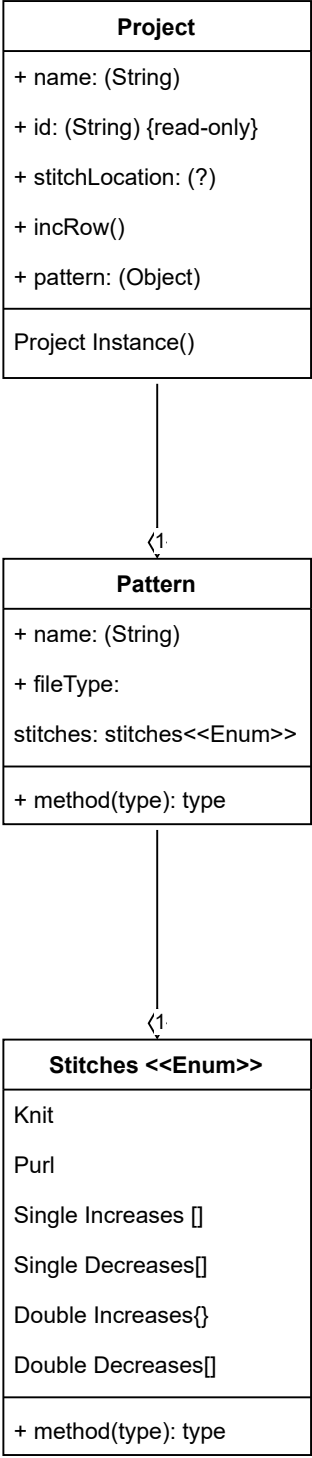 Project
+ name: (String)
+ id: (String) {read-only}
+ stitchLocation: (?)
+ incRow()
+ pattern: (Object)
Project Instance()
1
Pattern
+ name: (String)
+ fileType:
stitches: stitches<<Enum>>
+ method(type): type
1
Stitches <<Enum>>
Knit
Purl
Single Increases []
Single Decreases[]
Double Increases{}
Double Decreases[]
+ method(type): type